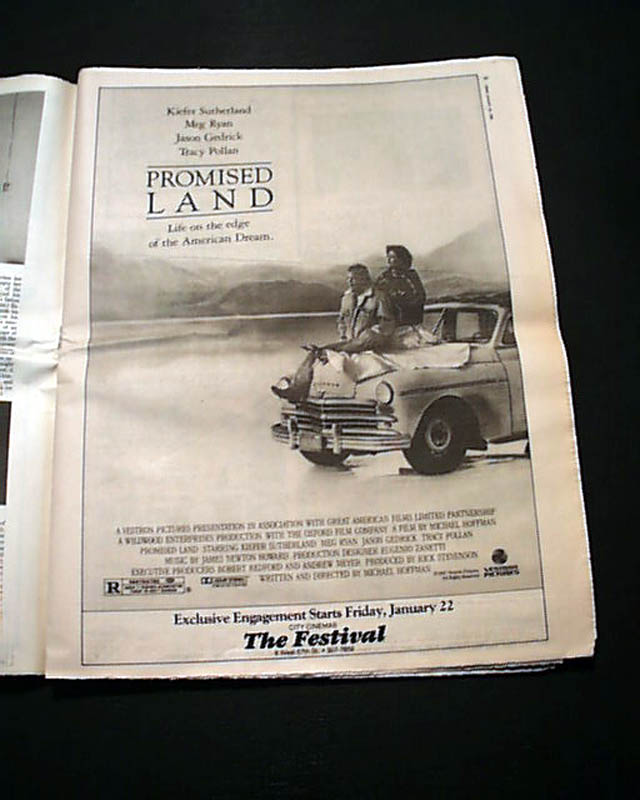 Kiefer Sutherland
Meg Ryan
Jason Gedrick
Tracy Pollan
PROMISED
LAND
Life on the edge
of the American Dream.
A VESTRON PICTURES PRESENTATION IN ASSOCIATION WITH GREAT AMERICAN FILMS LIMITED PARTNERSHIP
A WILDWOOD ENTERPRISES PRODUCTION WITH THE OXFORD FILM COMPANY A FILM BY MICHAEL HOFFMAN
PROMISED LAND STARRING KIEFER SUTHERLAND MEG RYAN JASON GEDRICK TRACY POLLAN
MUSIC BY JAMES NEWTON HOWARD PRODUCTION DESIGNER EUGENIO ZANETTI
EXECUTIVE PRODUCERS ROBERT REDFORD AND ANDREW MEYER PRODUCED BY RICK STEVENSON
WRITTEN AND DIRECTED BY MICHAEL HOFFMAN
R RESTRICTED
VESTRON
PICTURES
Exclusive Engagement Starts Friday, January 22
CITY CINEMAS
The Festival